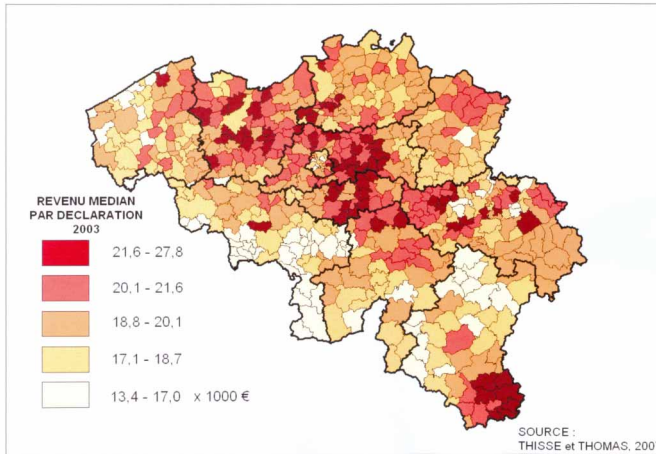 REVENU MEDIAN
PAR DECLARATION
2003
21,6 - 27,8
20,1 - 21,6
18,8 - 20,1
17,1 - 18,7
13,4 - 17,0 x 1000 €
SOURCE :
THISSE et THOMAS, 200